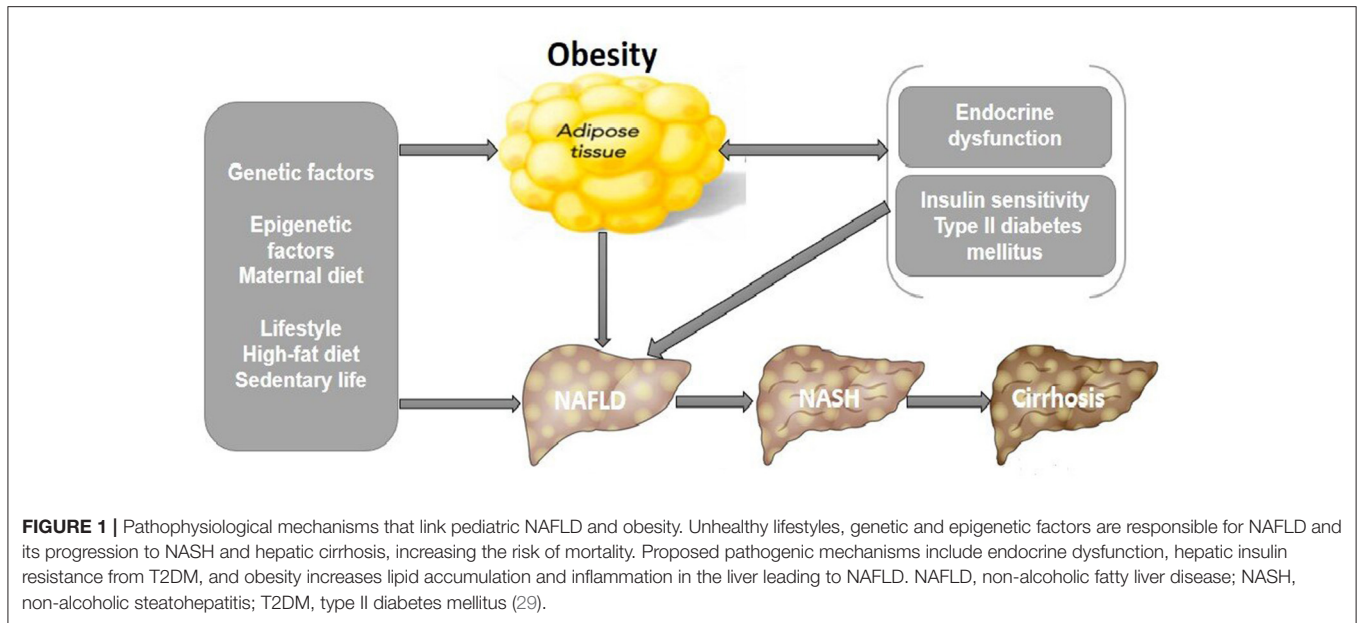 Obesity
Adipose
tissue
Genetic factors
Epigenetic
factors
Maternal diet
Lifestyle
High-fat diet
Sedentary life
Endocrine
dysfunction
Insulin sensitivity
Type II diabetes
mellitus
NAFLD
NASH
Cirrhosis
FIGURE 1 | Pathophysiological mechanisms that link pediatric NAFLD and obesity. Unhealthy lifestyles, genetic and epigenetic factors are responsible for NAFLD and
its progression to NASH and hepatic cirrhosis, increasing the risk of mortality. Proposed pathogenic mechanisms include endocrine dysfunction, hepatic insulin
resistance from T2DM, and obesity increases lipid accumulation and inflammation in the liver leading to NAFLD. NAFLD, non-alcoholic fatty liver disease; NASH,
non-alcoholic steatohepatitis; T2DM, type II diabetes mellitus (29).